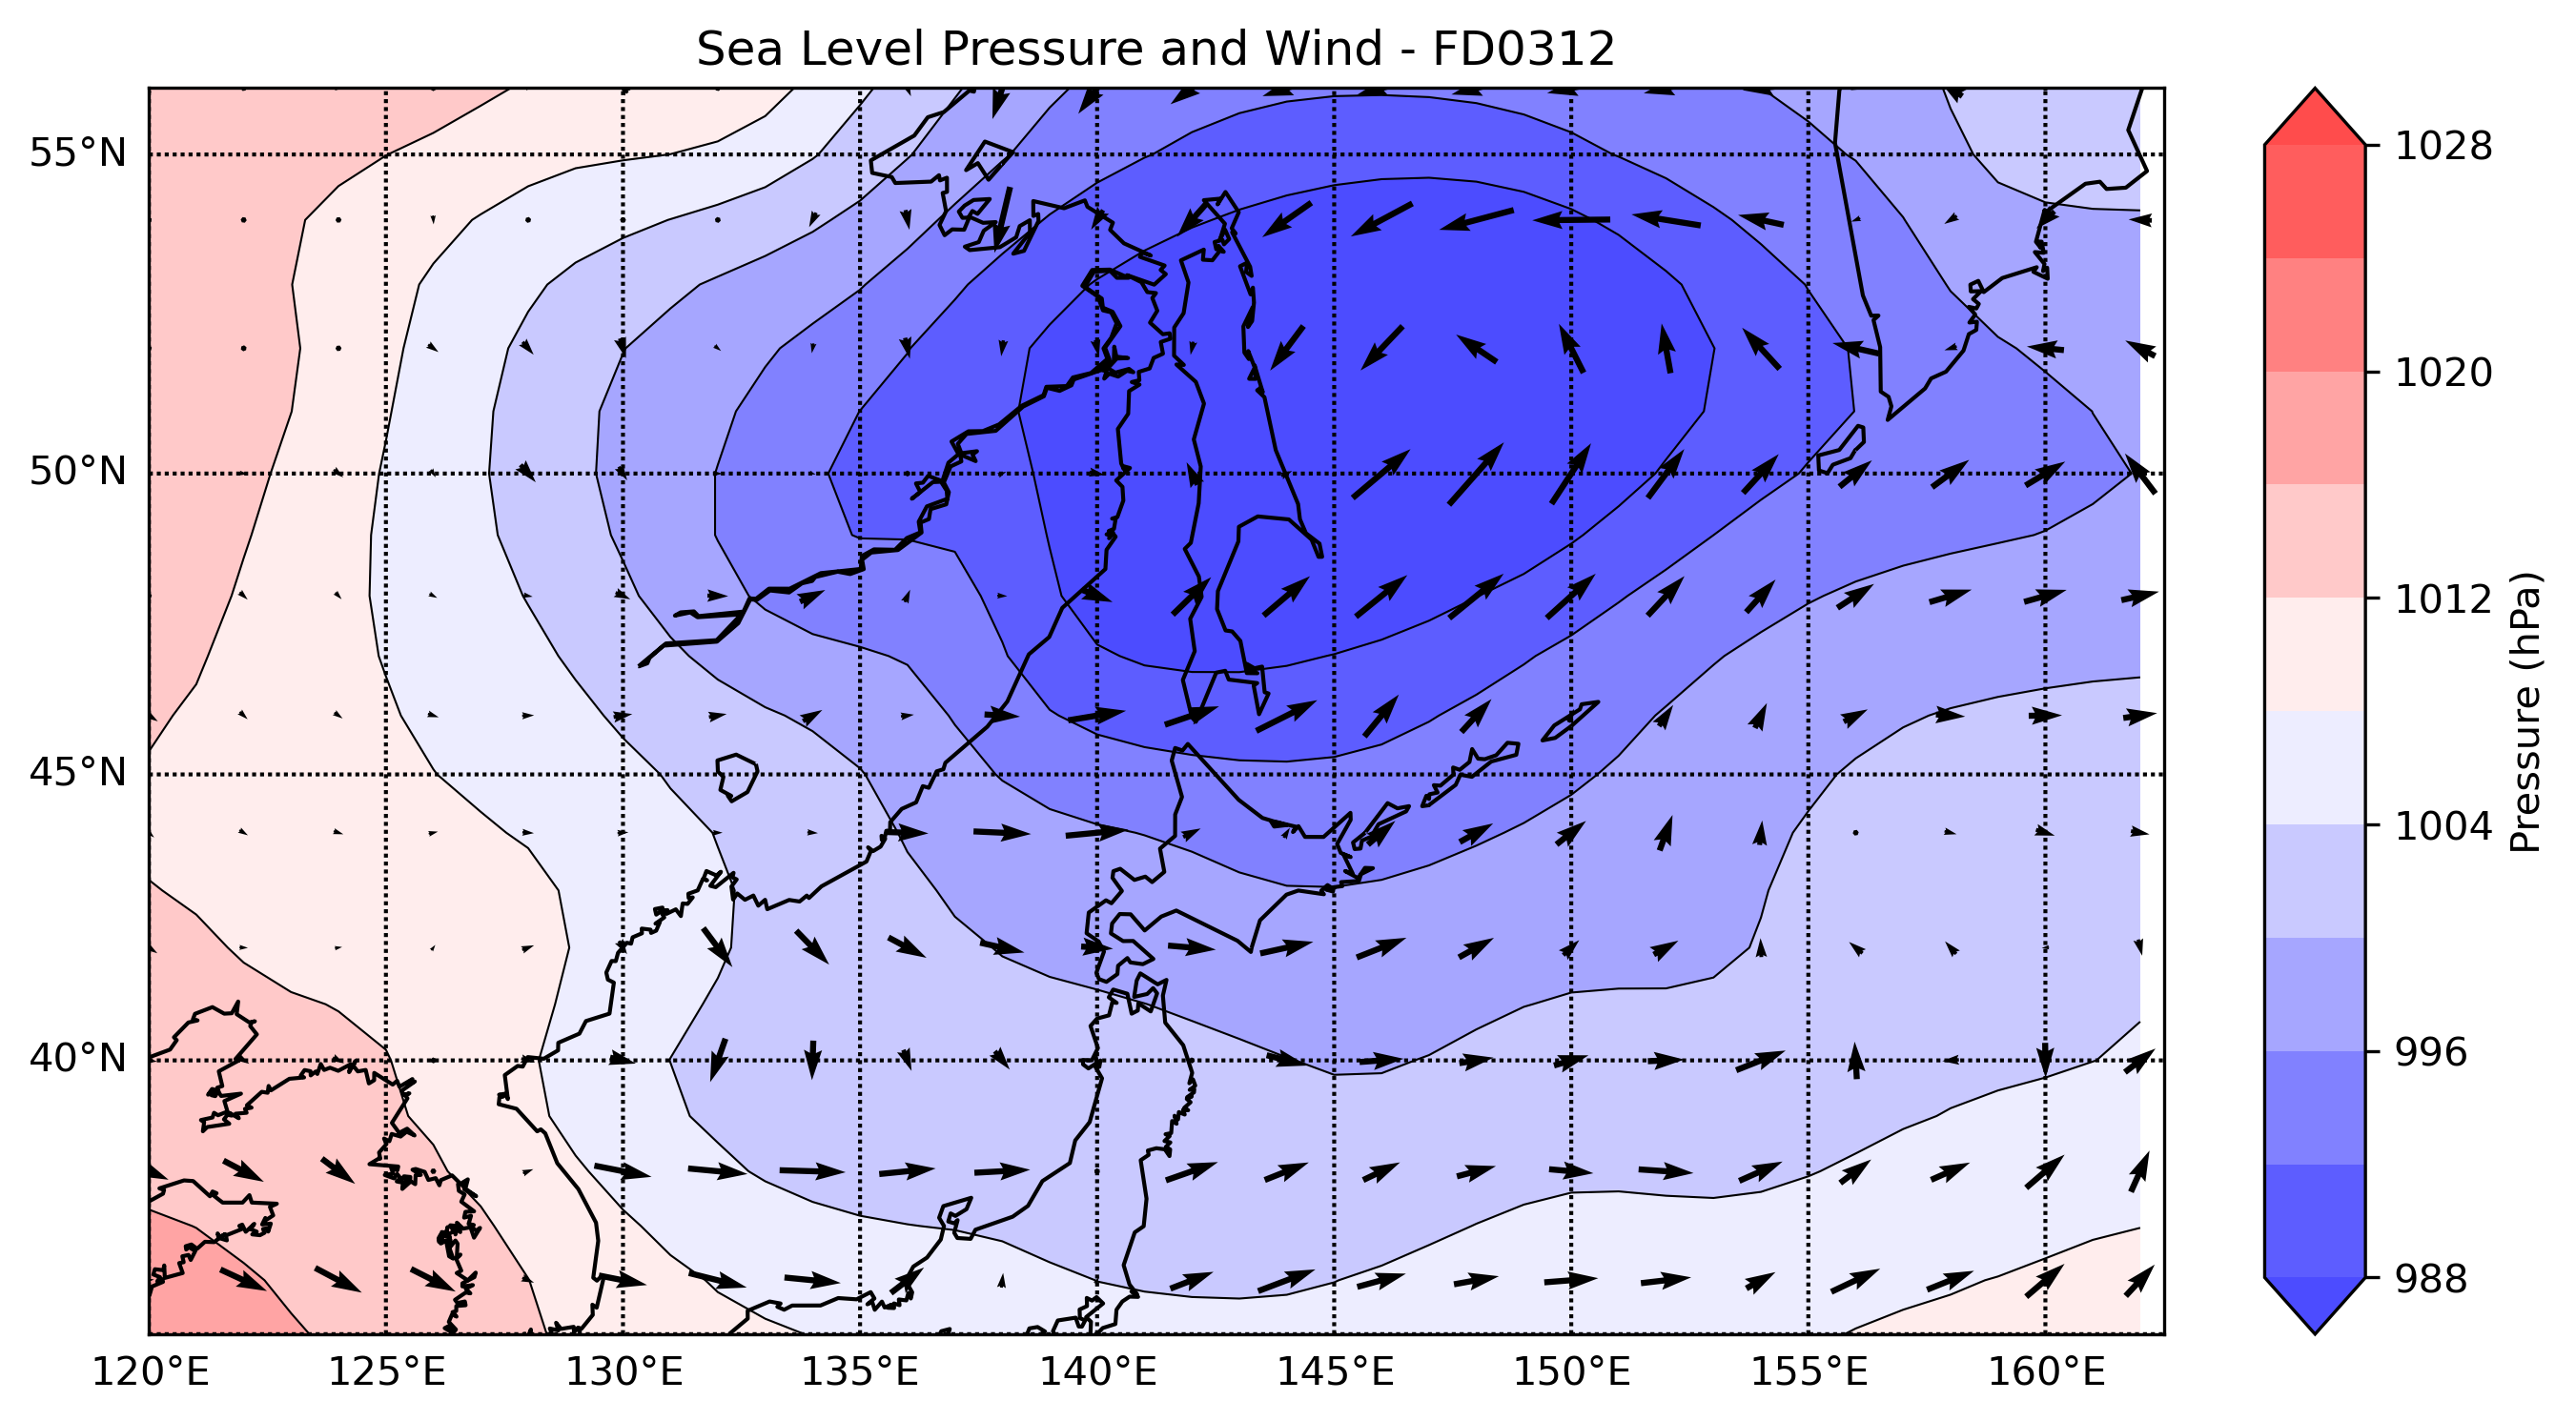 Sea Level Pressure and Wind - FD0312
55°N
50°N
45°N
40°N
120°E
125°E
130°E
135°E
140°E
145°E
150°E
155°E
160°E
1028
1020
1012
1004
996
988
Pressure (hPa)